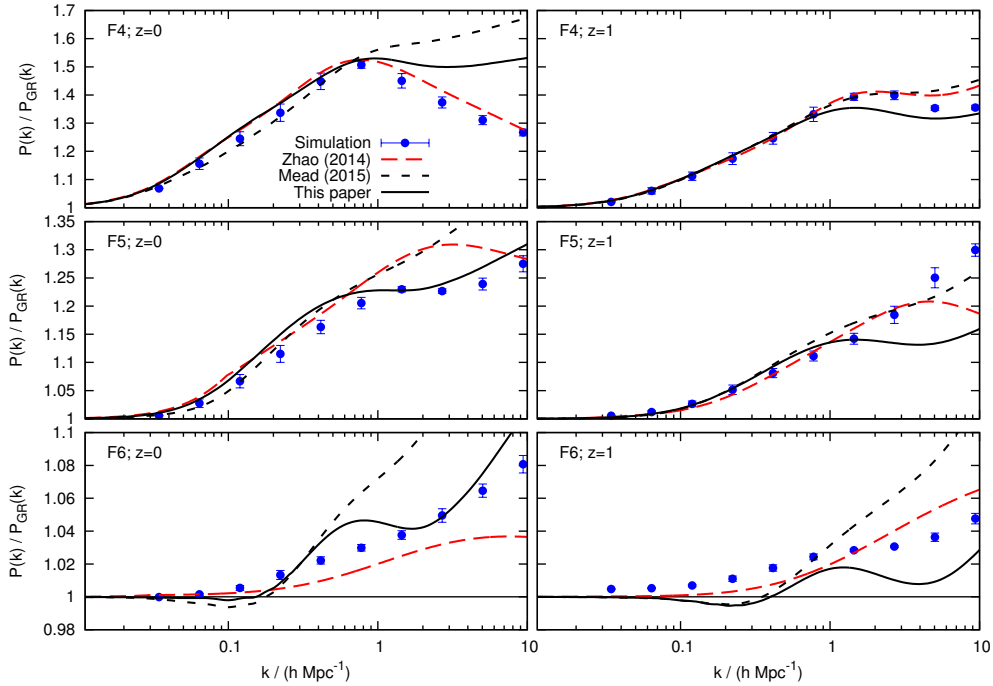 F4; z=0
F4; z=1
P(k) / P_GR(k)
1.7
1.6
1.5
1.4
1.3
1.2
1.1
1
Simulation
Zhao (2014)
Mead (2015)
This paper
F5; z=0
F5; z=1
P(k) / P_GR(k)
1.35
1.3
1.25
1.2
1.15
1.1
1.05
1
F6; z=0
F6; z=1
P(k) / P_GR(k)
1.1
1.08
1.06
1.04
1.02
1
0.98
0.1 1 10
0.1 1 10
k / (h Mpc⁻¹)
k / (h Mpc⁻¹)